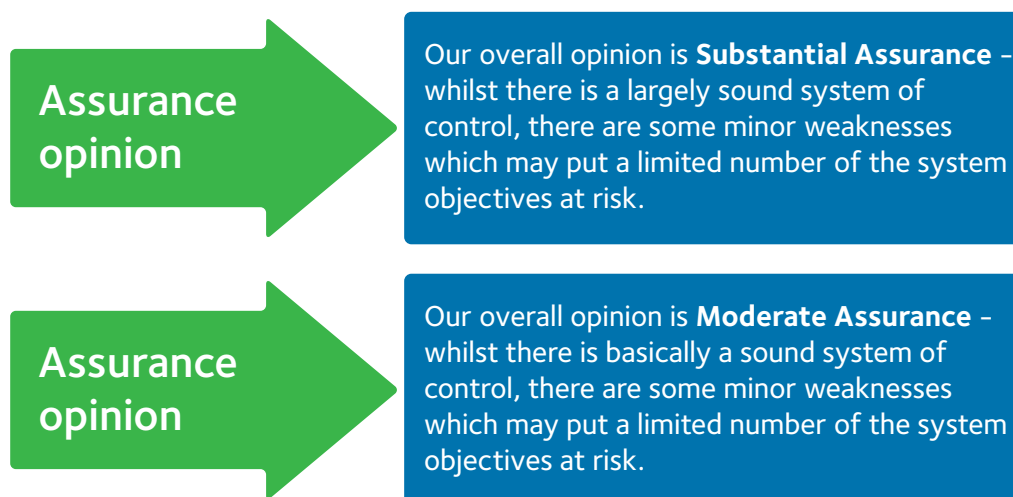 Assurance
opinion
Our overall opinion is Substantial Assurance –
whilst there is a largely sound system of
control, there are some minor weaknesses
which may put a limited number of the system
objectives at risk.
Assurance
opinion
Our overall opinion is Moderate Assurance –
whilst there is basically a sound system of
control, there are some minor weaknesses
which may put a limited number of the system
objectives at risk.